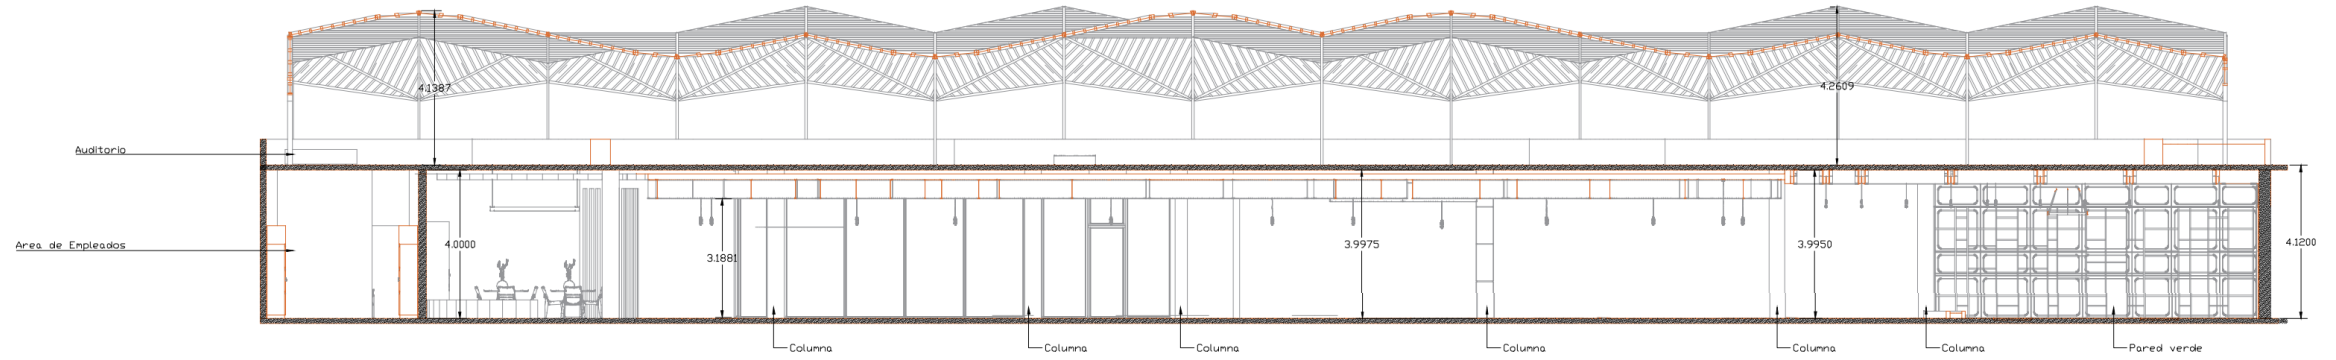 4.1387
4.2609
Auditorio
Area de Empleados
4.0000
3.1881
3.9975
3.9950
4.1200
Columna
Columna
Columna
Columna
Columna
Columna
Pared verde